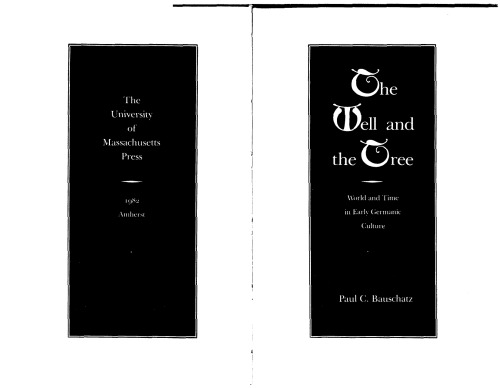 The
University
of
Massachusetts
Press
1982
Amherst
The
Well and
the Tree
World and Time
in Early Germanic
Culture
Paul C. Bauschatz